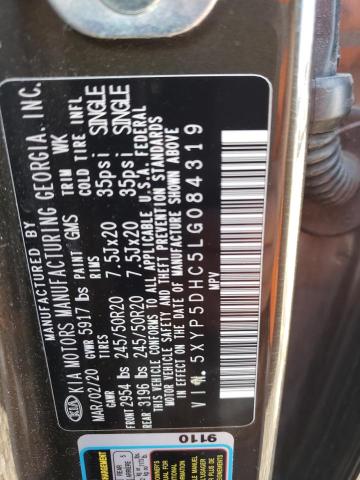 MANUFACTURED BY
KIA MOTORS MANUFACTURING GEORGIA, INC.
MAR/02/20 GVWR 5917 lbs PAINT GMS TRIM WK
GAWR TIRES RIMS COLD TIRE INFL
FRONT 2954 lbs 245/50R20 7.5Jx20 35psi SINGLE
REAR 3196 lbs 245/50R20 7.5Jx20 35psi SINGLE
THIS VEHICLE CONFORMS TO ALL APPLICABLE U.S.A. FEDERAL
MOTOR VEHICLE SAFETY, BUMPER,
AND THEFT PREVENTION STANDARDS
IN EFFECT ON THE DATE OF MANUFACTURE SHOWN ABOVE
V.I.N. 5XYP5DHC5LG084319
MPV
9110
REAR 5